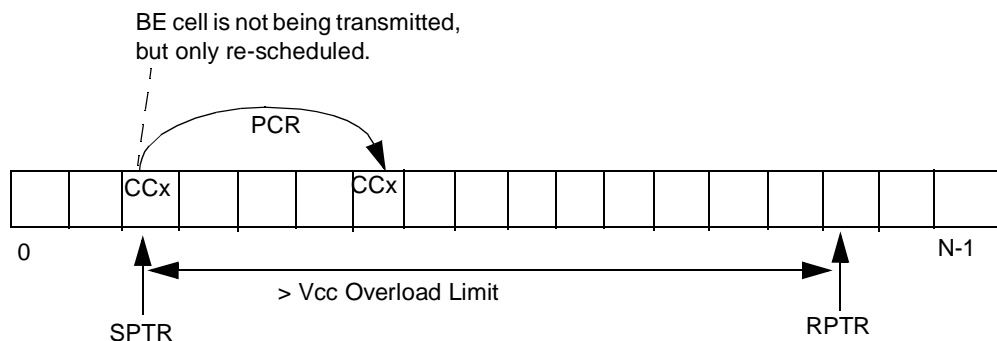 BE cell is not being transmitted,
but only re-scheduled.
PCR
CCx CCx
0 N-1
> Vcc Overload Limit
SPTR RPTR